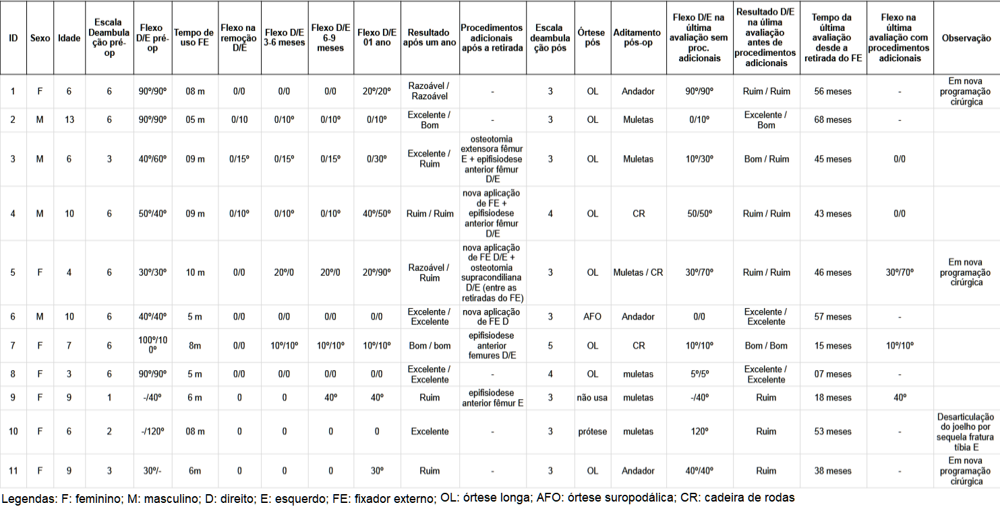 ID Sexo Idade Escala Deambula ção pré-op Flexo D/E pré-op Tempo de uso FE Flexo na remoção D/E Flexo D/E 3-6 meses Flexo D/E 6-9 meses Flexo D/E 01 ano Resultado após um ano Procedimentos adicionais após a retirada Escala deambula ção pós Órtese pós Aditamento pós-op Flexo D/E na última avaliação sem proc. adicionais Resultado D/E na úlima avaliação antes de procedimentos adicionais Tempo da última avaliação desde a retirada do FE Flexo na última avaliação com procedimentos adicionais Observação
1 F 6 6 90º/90º 08 m 0/0 0/0 0/0 20º/20º Razoável / Razoável - 3 OL Andador 90º/90º Ruim / Ruim 56 meses - Em nova programação cirúrgica
2 M 13 6 90º/90º 05 m 0/10 0/10º 0/10º 0/10º Excelente / Bom - 3 OL Muletas 0/10º Excelente / Bom 68 meses -
3 M 6 3 40º/60º 09 m 0/15º 0/15º 0/15º 0/30º Excelente / Ruim osteotomia extensora fêmur E + epifisiodese anterior fêmur D/E 3 OL Muletas 10º/30º Bom / Ruim 45 meses 0/0
4 M 10 6 50º/40º 09 m 0/10º 0/10º 0/10º 40º/50º Ruim / Ruim nova aplicação de FE + epifisiodese anterior fêmur D/E 4 OL CR 50/50º Ruim / Ruim 43 meses 0/0
5 F 4 6 30º/30º 10 m 0/0 20º/0 20º/0 20º/90º Razoável / Ruim nova aplicação de FE D/E + osteotomia supracondiliana D/E (entre as retiradas do FE) 3 OL Muletas / CR 30º/70º Ruim / Ruim 46 meses 30º/70º Em nova programação cirúrgica
6 M 10 6 40º/40º 5 m 0/0 0/0 0/0 0/0 Excelente / Excelente nova aplicação de FE D 3 AFO Andador 0/0 Excelente / Excelente 57 meses -
7 F 7 6 100º/10 0º 8m 0/0 10º/10º 10º/10º 10º/10º Bom / bom epifisiodese anterior femures D/E 5 OL CR 10º/10º Bom / Bom 15 meses 10º/10º
8 F 3 6 90º/90º 5 m 0/0 0/0 0/0 0/0 Excelente / Excelente - 4 OL muletas 5º/5º Excelente / Excelente 07 meses -
9 F 9 1 -/40º 6 m 0 0 40º 40º Ruim epifisiodese anterior fêmur E 3 não usa muletas -/40º Ruim 18 meses 40º
10 F 6 2 -/120º 08 m 0 0 0 0 Excelente - 3 prótese muletas 120º Ruim 53 meses - Desarticulação do joelho por sequela fratura tíbia E
11 F 9 3 30º/- 6m 0 0 0 30º Ruim - 3 OL Andador 40º/40º Ruim 38 meses - Em nova programação cirúrgica
Legendas: F: feminino; M: masculino; D: direito; E: esquerdo; FE: fixador externo; OL: órtese longa; AFO: órtese suropodálica; CR: cadeira de rodas